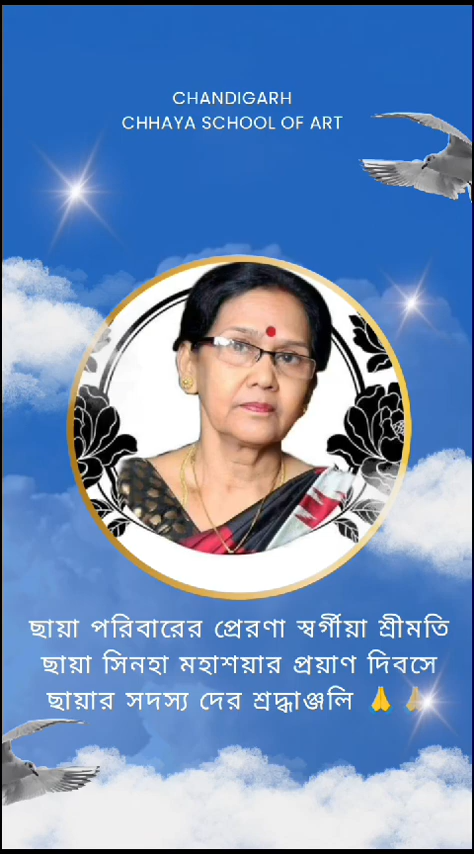 CHANDIGARH
CHHAYA SCHOOL OF ART
ছায়া পরিবারের প্রেরণা স্বর্গীয়া শ্রীমতি
ছায়া সিনহা মহাশয়ার প্রয়াণ দিবসে
ছায়ার সদস্য দের শ্রদ্ধাঞ্জলি 🙏 🙏